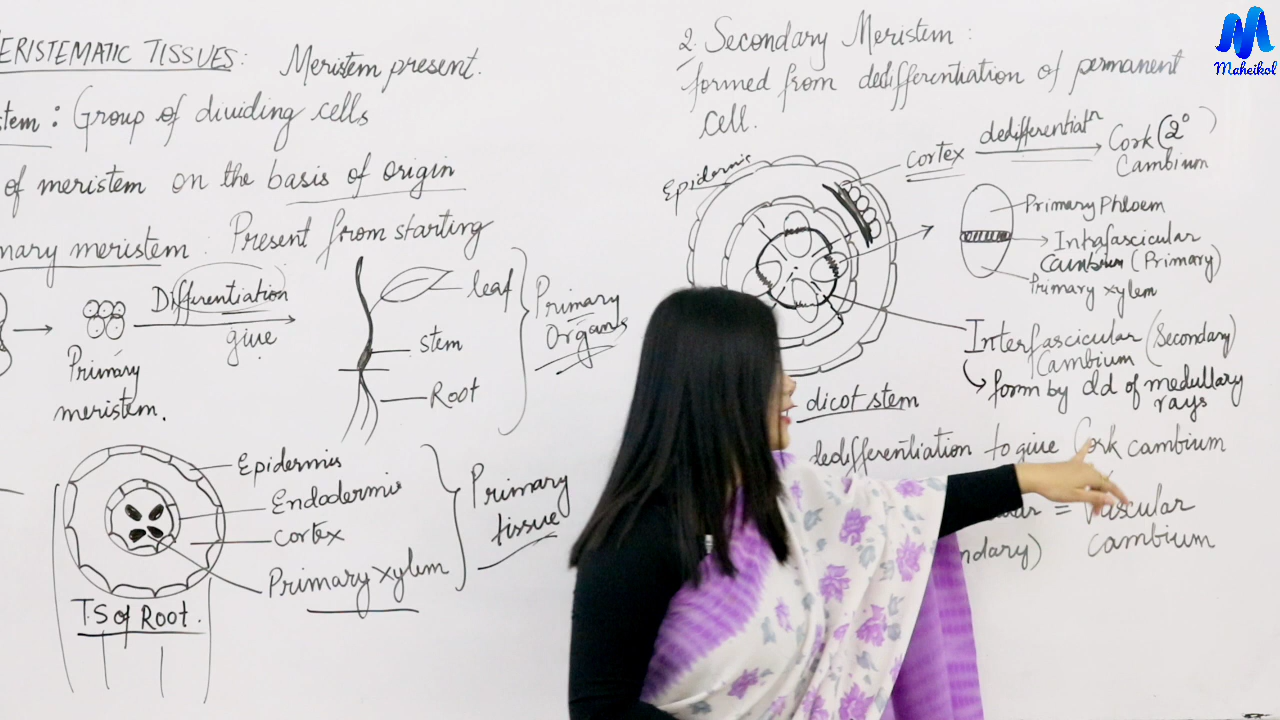 ERISTEMATIC TISSUES: Meristem present.
stem: Group of dividing cells
of meristem on the basis of origin
mary meristem: Present from starting
Differentiation
give
Primary
meristem.
leaf
stem
Root
Primary
Organs
Epidermis
Endodermis
cortex
Primary xylem
Primary
tissue
T.S of Root.
2. Secondary Meristem:
formed from dedifferentiation of permanent
cell.
Epidermis
cortex
dedifferentiatn
Cork (2°)
Cambium
Primary Phloem
Intrafascicular
Cambium (Primary)
Primary xylem
Interfascicular (Secondary)
Cambium
form by dd of medullary
rays
dicot stem
dedifferentiation to give Cork cambium
= Vascular
ndary) cambium
Maheikol